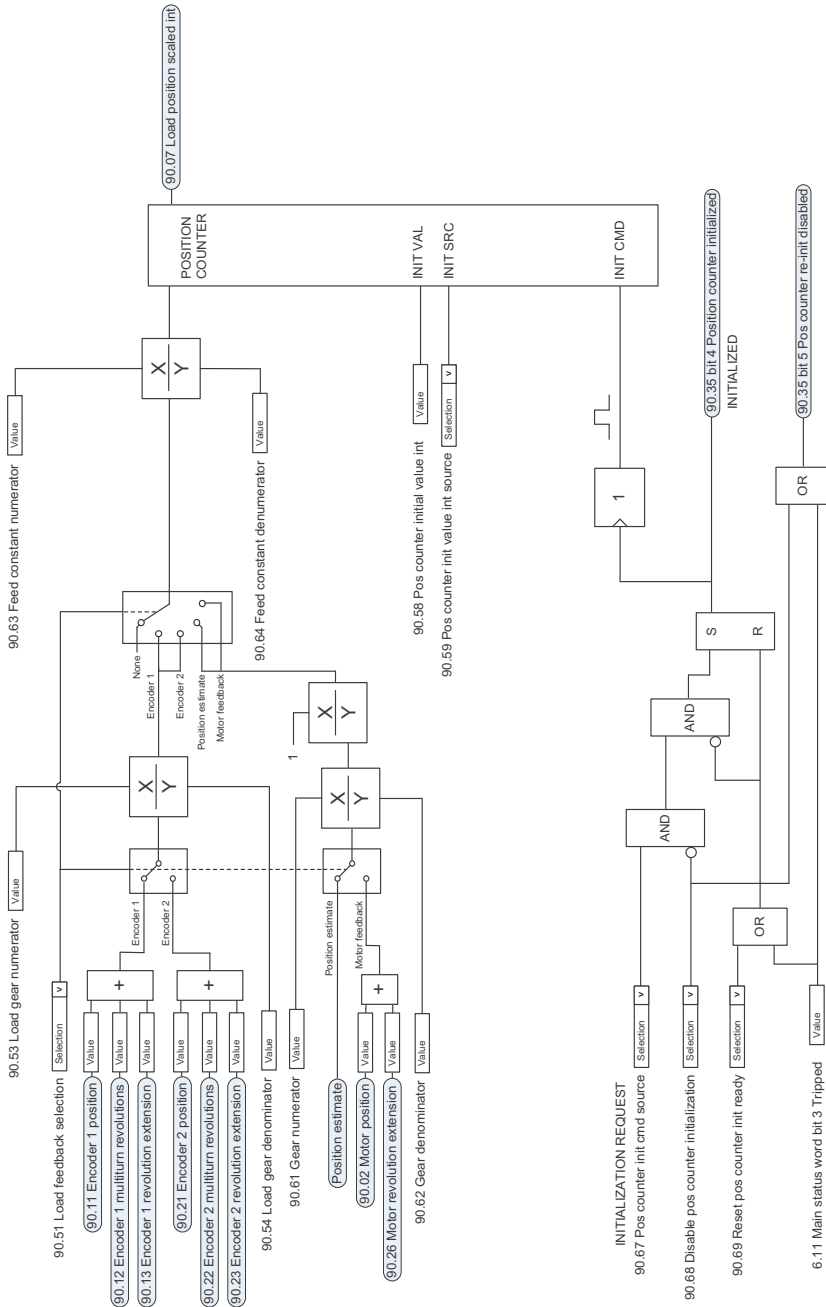 90.53 Load gear numerator
Value
90.51 Load feedback selection
Selection
v
90.11 Encoder 1 position
Value
90.12 Encoder 1 multiturn revolutions
Value
90.13 Encoder 1 revolution extension
Value
+
90.21 Encoder 2 position
Value
90.22 Encoder 2 multiturn revolutions
Value
90.23 Encoder 2 revolution extension
Value
+
90.54 Load gear denominator
Value
90.61 Gear numerator
Value
Position estimate
90.02 Motor position
Value
90.26 Motor revolution extension
Value
+
90.62 Gear denominator
Value
Encoder 1
Encoder 2
Position estimate
Motor feedback
X
Y
X
Y
1
X
Y
None
Encoder 1
Encoder 2
Position estimate
Motor feedback
90.63 Feed constant numerator
Value
X
Y
90.64 Feed constant denumerator
Value
POSITION
COUNTER
90.07 Load position scaled int
90.58 Pos counter initial value int
Value
INIT VAL
90.59 Pos counter init value int source
Selection
v
INIT SRC
INIT CMD
INITIALIZATION REQUEST
90.67 Pos counter init cmd source
Selection
v
90.68 Disable pos counter initialization
Selection
v
90.69 Reset pos counter init ready
Selection
v
6.11 Main status word bit 3 Tripped
Value
OR
AND
AND
S
R
1
90.35 bit 4 Position counter initialized
INITIALIZED
OR
90.35 bit 5 Pos counter re-init disabled